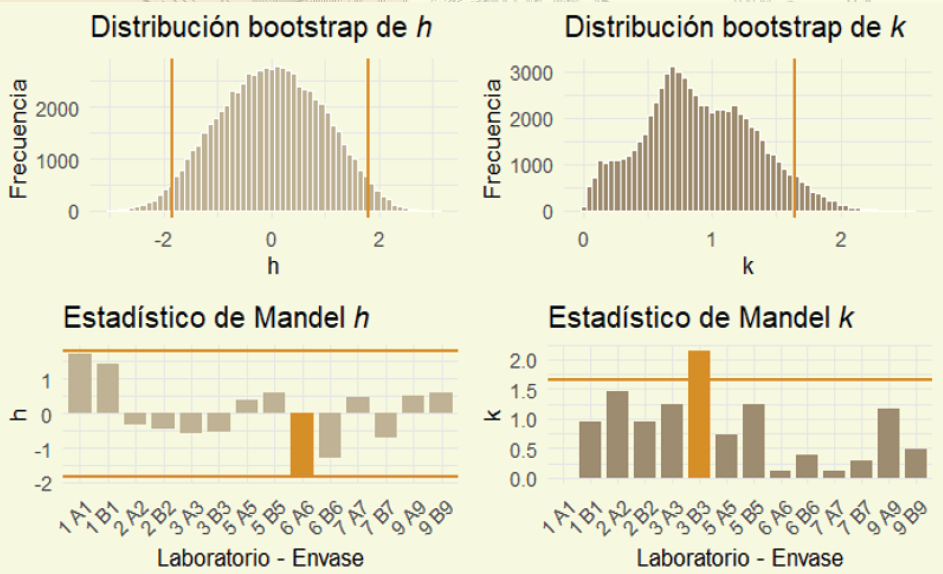 Distribución bootstrap de h
Frecuencia
2000
1000
0
-2
0
2
h
Distribución bootstrap de k
Frecuencia
3000
2000
1000
0
0
1
2
k
Estadístico de Mandel h
h
1
0
-1
-2
1 A1
1 B1
2 A2
2 B2
3 A3
3 B3
5 A5
5 B5
6 A6
6 B6
7 A7
7 B7
9 A9
9 B9
Laboratorio - Envase
Estadístico de Mandel k
k
2.0
1.5
1.0
0.5
0.0
1 A1
1 B1
2 A2
2 B2
3 A3
3 B3
5 A5
5 B5
6 A6
6 B6
7 A7
7 B7
9 A9
9 B9
Laboratorio - Envase